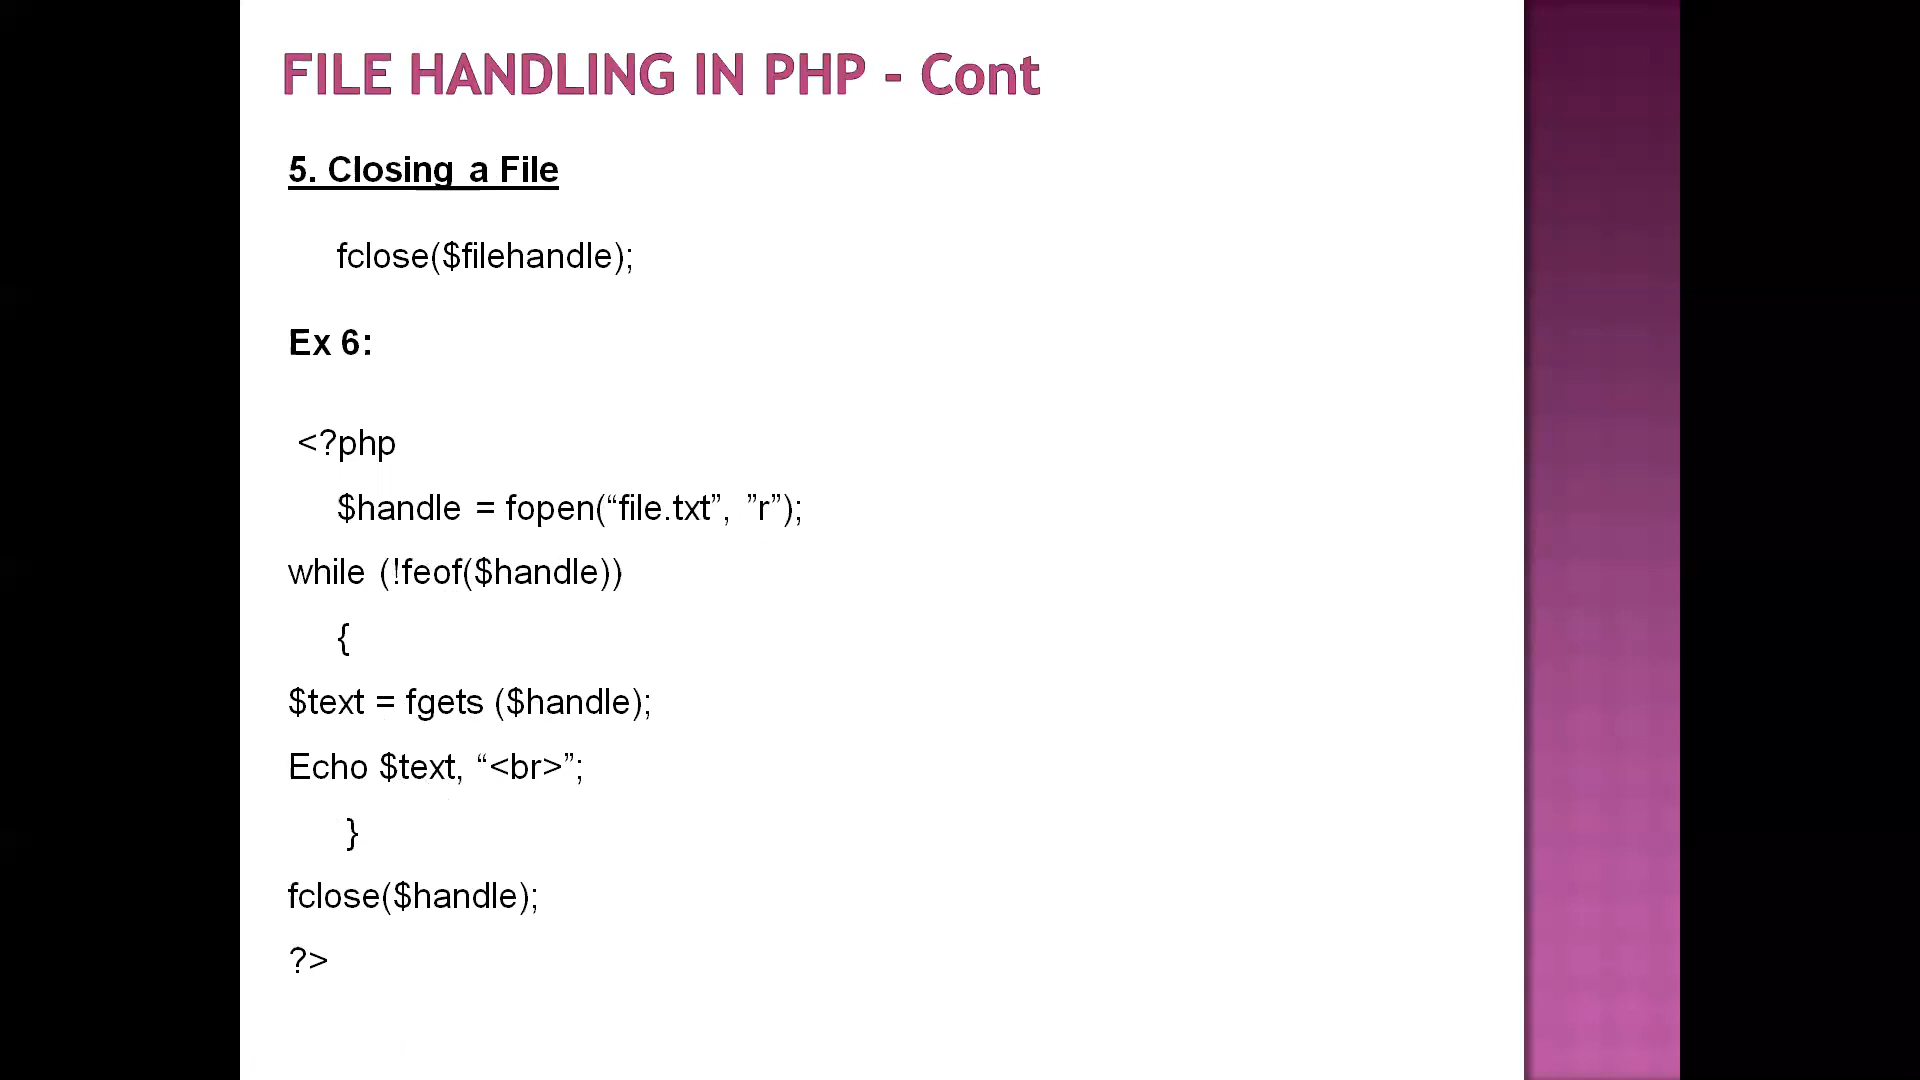 FILE HANDLING IN PHP - Cont
5. Closing a File
fclose($filehandle);
Ex 6:
<?php
$handle = fopen(“file.txt”, ”r”);
while (!feof($handle))
{
$text = fgets ($handle);
Echo $text, “<br>”;
}
fclose($handle);
?>